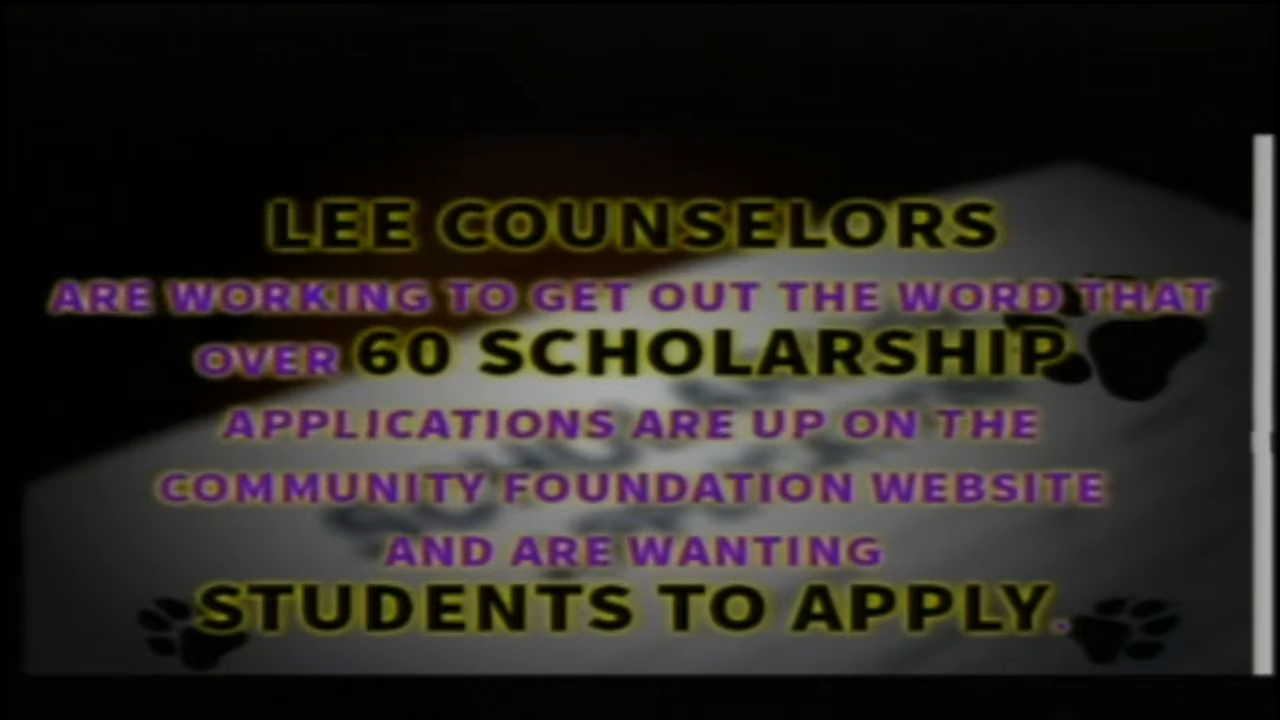 LEE COUNSELORS
ARE WORKING TO GET OUT THE WORD THAT
OVER 60 SCHOLARSHIP
APPLICATIONS ARE UP ON THE
COMMUNITY FOUNDATION WEBSITE
AND ARE WANTING
STUDENTS TO APPLY.